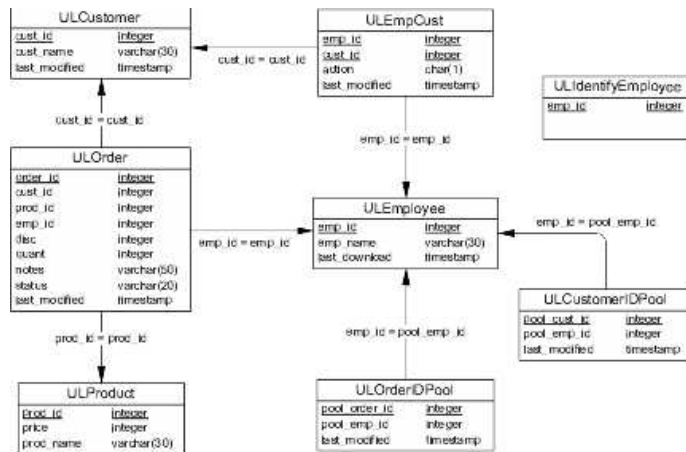 ULCustomer
cust_id integer
cust_name varchar(30)
last_modified timestamp
ULEmpCust
emp_id integer
cust_id integer
action char(1)
last_modified timestamp
cust_id = cust_id
ULIdentifyEmployee
emp_id integer
cust_id = cust_id
emp_id = emp_id
ULOrder
order_id integer
cust_id integer
prod_id integer
emp_id integer
disc integer
quant integer
notes varchar(50)
status varchar(20)
last_modified timestamp
emp_id = emp_id
ULEmployee
emp_id integer
emp_name varchar(30)
last_download timestamp
emp_id = pool_emp_id
ULCustomerIDPool
pool_cust_id integer
pool_emp_id integer
last_modified timestamp
prod_id = prod_id
emp_id = pool_emp_id
ULProduct
prod_id integer
price integer
prod_name varchar(30)
ULOrderIDPool
pool_order_id integer
pool_emp_id integer
last_modified timestamp